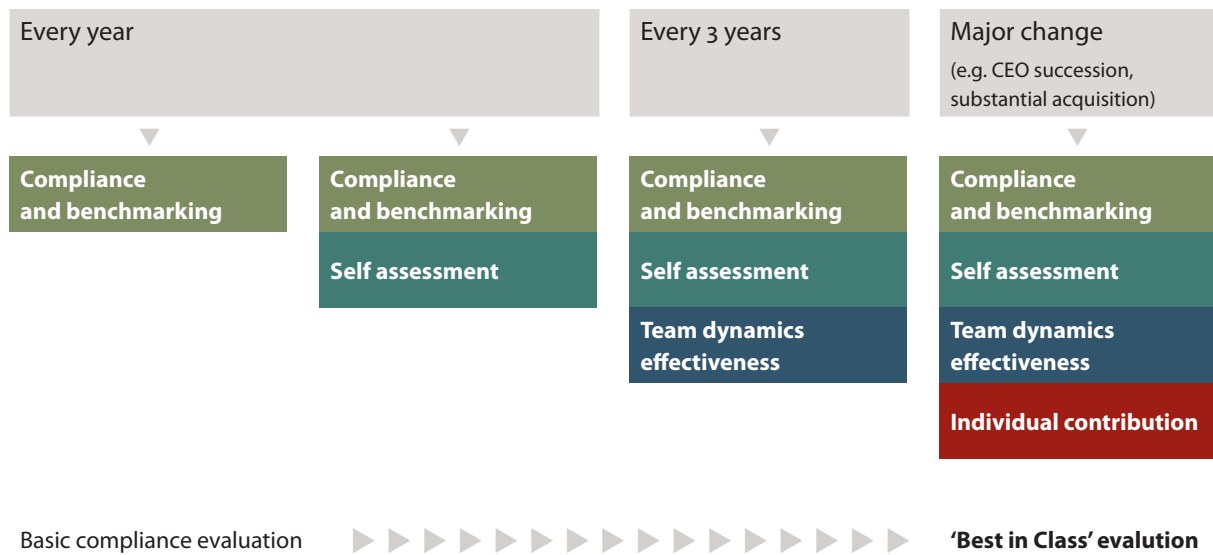 Every year
Every 3 years
Major change
(e.g. CEO succession,
substantial acquisition)
Compliance
and benchmarking
Compliance
and benchmarking
Self assessment
Compliance
and benchmarking
Self assessment
Team dynamics
effectiveness
Compliance
and benchmarking
Self assessment
Team dynamics
effectiveness
Individual contribution
Basic compliance evaluation
‘Best in Class’ evalution